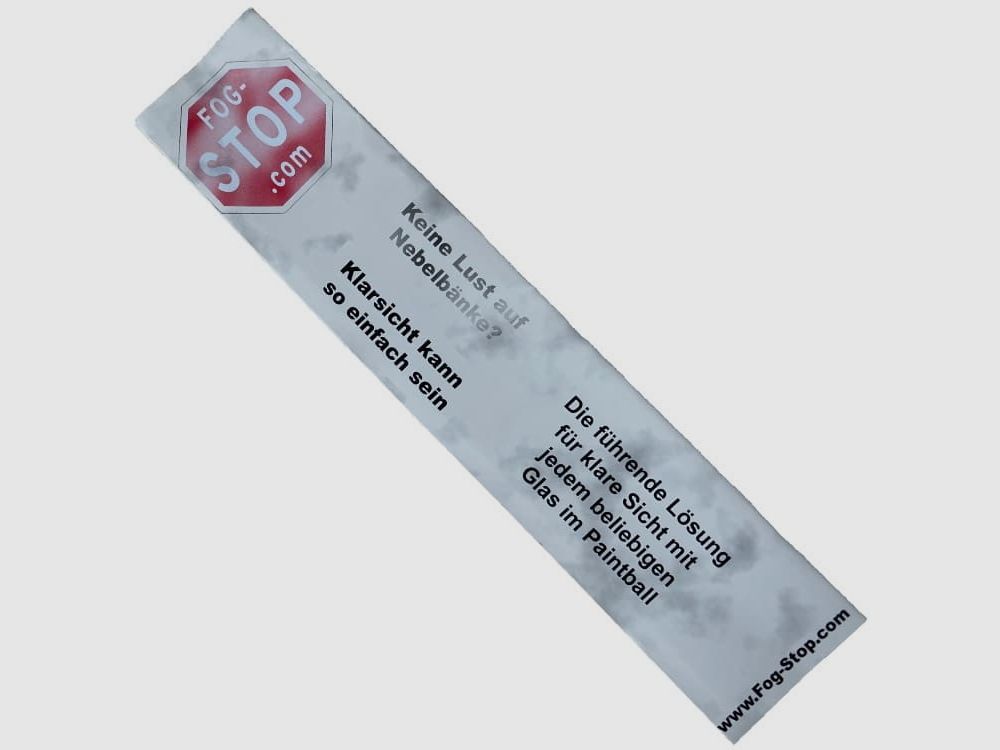 FOG-
STOP
.com
Keine Lust auf
Nebelbänke?
Klarsicht kann
so einfach sein
Die führende Lösung
für klare Sicht mit
jedem beliebigen
Glas im Paintball
www.Fog-Stop.com